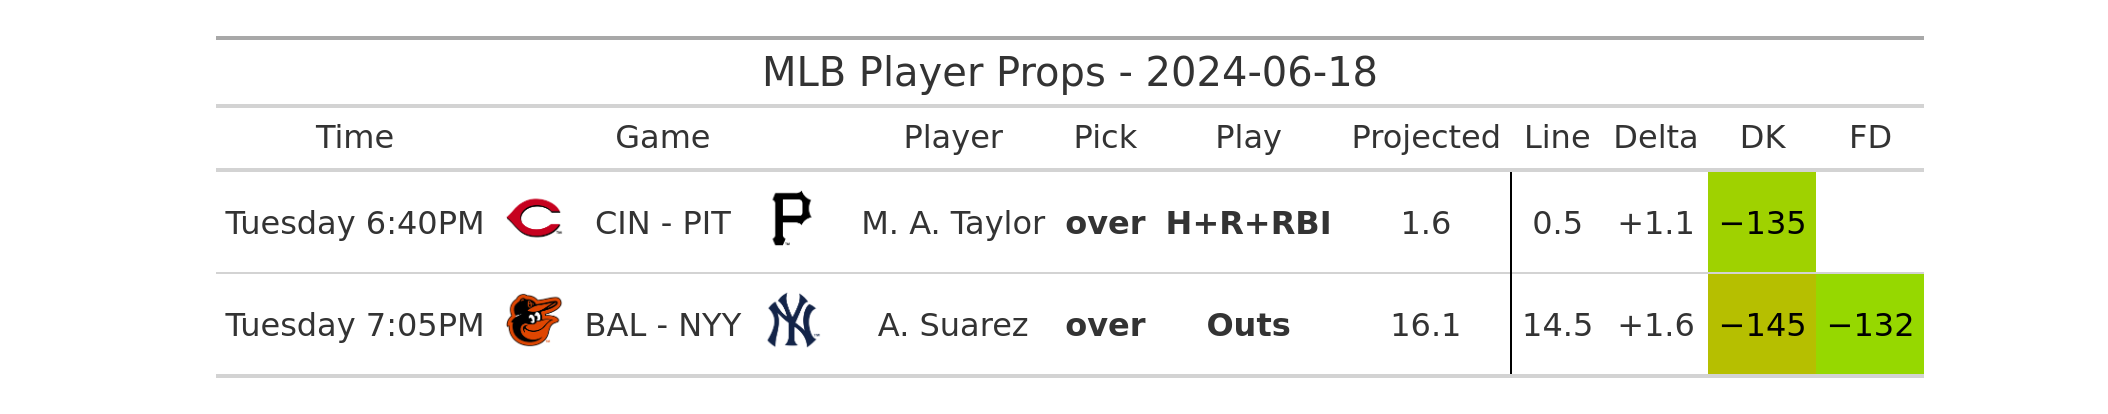 MLB Player Props - 2024-06-18
Time Game Player Pick Play Projected Line Delta DK FD
Tuesday 6:40PM CIN - PIT M. A. Taylor over H+R+RBI 1.6 0.5 +1.1 −135
Tuesday 7:05PM BAL - NYY A. Suarez over Outs 16.1 14.5 +1.6 −145 −132